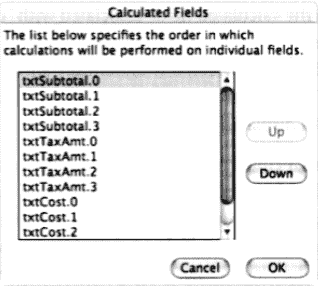 Calculated Fields
The list below specifies the order in which
calculations will be performed on individual fields.
txtSubtotal.0
txtSubtotal.1
txtSubtotal.2
txtSubtotal.3
txtTaxAmt.0
txtTaxAmt.1
txtTaxAmt.2
txtTaxAmt.3
txtCost.0
txtCost.1
txtCost.2
Up
Down
Cancel
OK